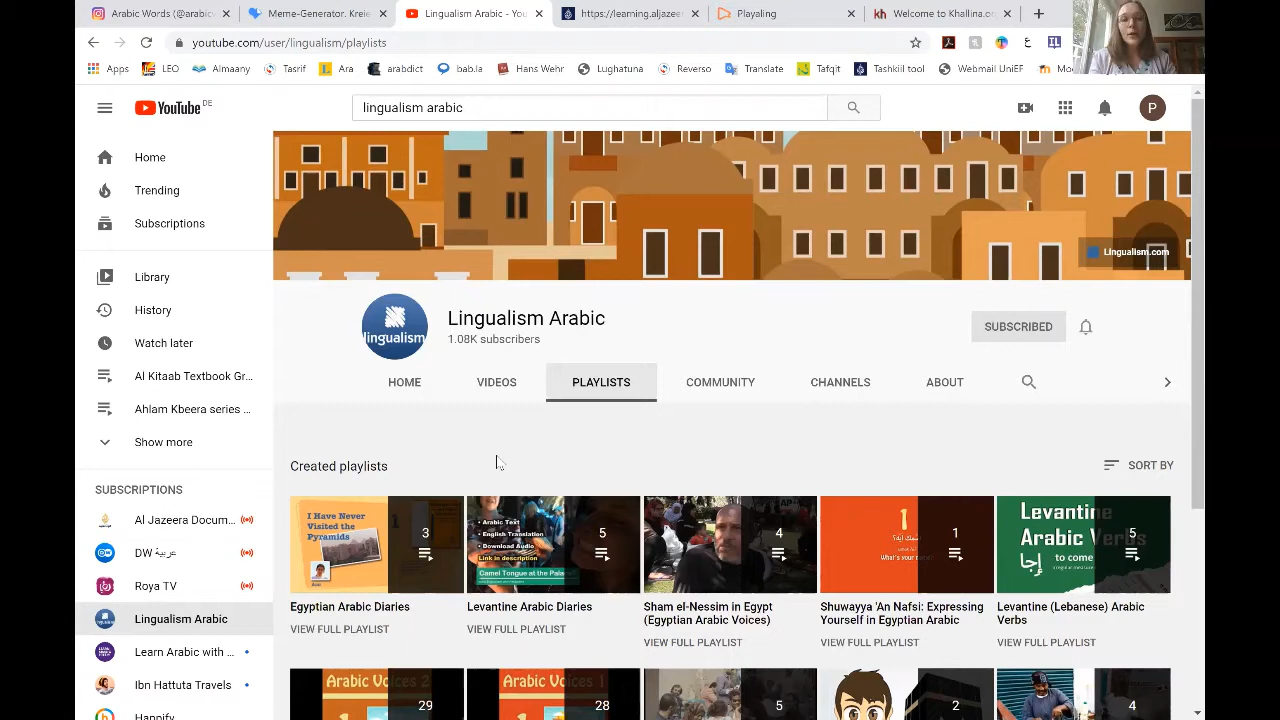 Arabic Words (@arabic
Meme-Generator. Kreie
Lingualism Arabic - You
https://learning.aljazee
Playaling
Welcome to Khallina.or
youtube.com/user/lingualism/playlists
Apps
LEO
Almaany
Tasrif
Ara
arabdict
bab.la
Hans Wehr
Lughatuna
Reverso
Translate
Tafqit
Tashkil tool
Webmail UniEF
YouTube DE
lingualism arabic
P
Home
Trending
Subscriptions
Library
History
Watch later
Al Kitaab Textbook Gr...
Ahlam Kbeera series ...
Show more
SUBSCRIPTIONS
Al Jazeera Docum...
DW عربية
Roya TV
Lingualism Arabic
Learn Arabic with ...
Ibn Hattuta Travels
Happify
Lingualism.com
lingualism
Lingualism Arabic
1.08K subscribers
SUBSCRIBED
HOME
VIDEOS
PLAYLISTS
COMMUNITY
CHANNELS
ABOUT
Created playlists
SORT BY
I Have Never
Visited the
Pyramids
3
• Arabic Text
• English Translation
• Download Audio
Link in description
Camel Tongue at the Pala
5
4
1
What's your
1
Levantine
Arabic Verbs
to come
إجا
5
Egyptian Arabic Diaries
VIEW FULL PLAYLIST
Levantine Arabic Diaries
VIEW FULL PLAYLIST
Sham el-Nessim in Egypt
(Egyptian Arabic Voices)
VIEW FULL PLAYLIST
Shuwayya 'An Nafsi: Expressing
Yourself in Egyptian Arabic
VIEW FULL PLAYLIST
Levantine (Lebanese) Arabic
Verbs
VIEW FULL PLAYLIST
Arabic Voices 2
29
Arabic Voices 1
28
5
2
4